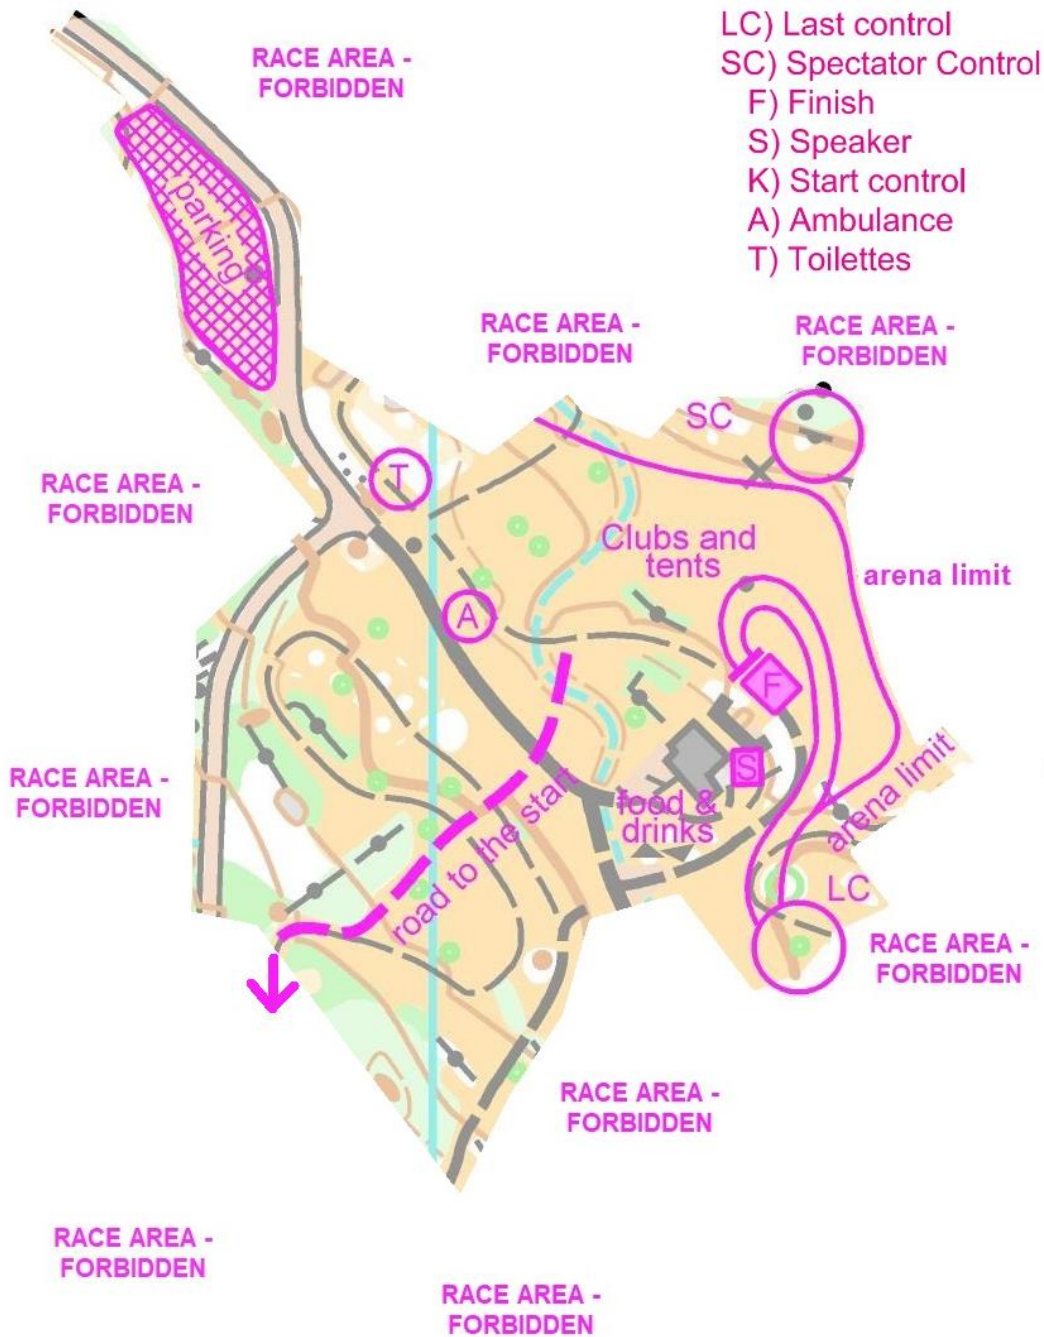 LC) Last control
SC) Spectator Control
F) Finish
S) Speaker
K) Start control
A) Ambulance
T) Toilettes
RACE AREA -
FORBIDDEN
parking
RACE AREA -
FORBIDDEN
RACE AREA -
FORBIDDEN
SC
T
RACE AREA -
FORBIDDEN
Clubs and
tents
arena limit
A
F
S
RACE AREA -
FORBIDDEN
road to the start
food &
drinks
arena limit
LC
RACE AREA -
FORBIDDEN
RACE AREA -
FORBIDDEN
RACE AREA -
FORBIDDEN
RACE AREA -
FORBIDDEN